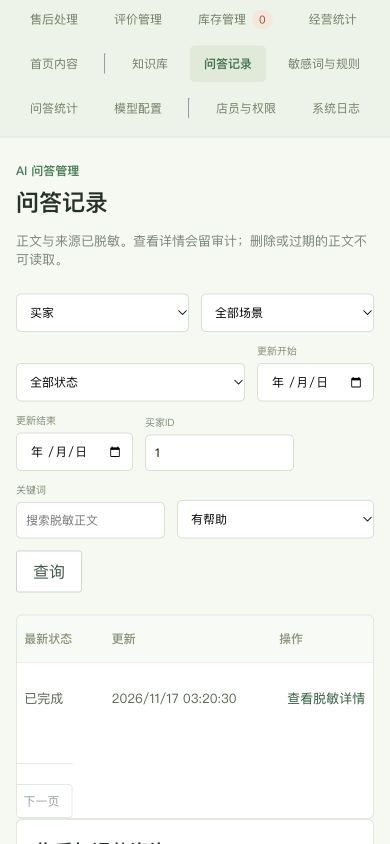 售后处理 评价管理 库存管理 0 经营统计
首页内容 知识库 问答记录 敏感词与规则
问答统计 模型配置 店员与权限 系统日志
AI 问答管理
问答记录
正文与来源已脱敏。查看详情会留审计；删除或过期的正文不
可读取。
买家 全部场景
更新开始
全部状态 年 /月/日
更新结束 买家ID
年 /月/日 1
关键词
搜索脱敏正文 有帮助
查询
最新状态 更新 操作
已完成 2026/11/17 03:20:30 查看脱敏详情
下一页